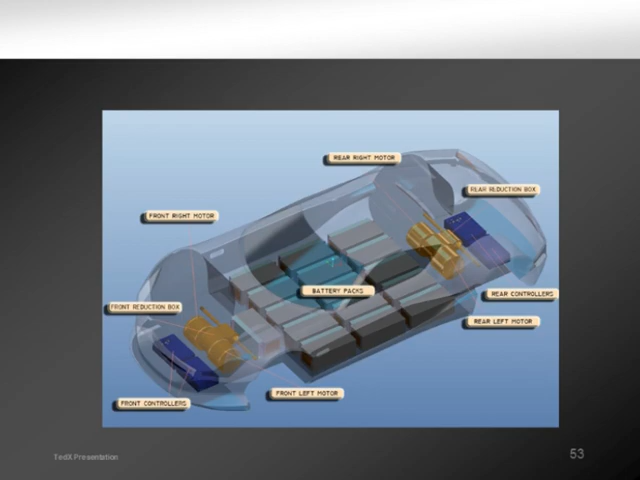 REAR RIGHT MOTOR
REAR REDUCTION BOX
FRONT RIGHT MOTOR
BATTERY PACKS
REAR CONTROLLERS
FRONT REDUCTION BOX
REAR LEFT MOTOR
FRONT LEFT MOTOR
FRONT CONTROLLERS
TedX Presentation
53